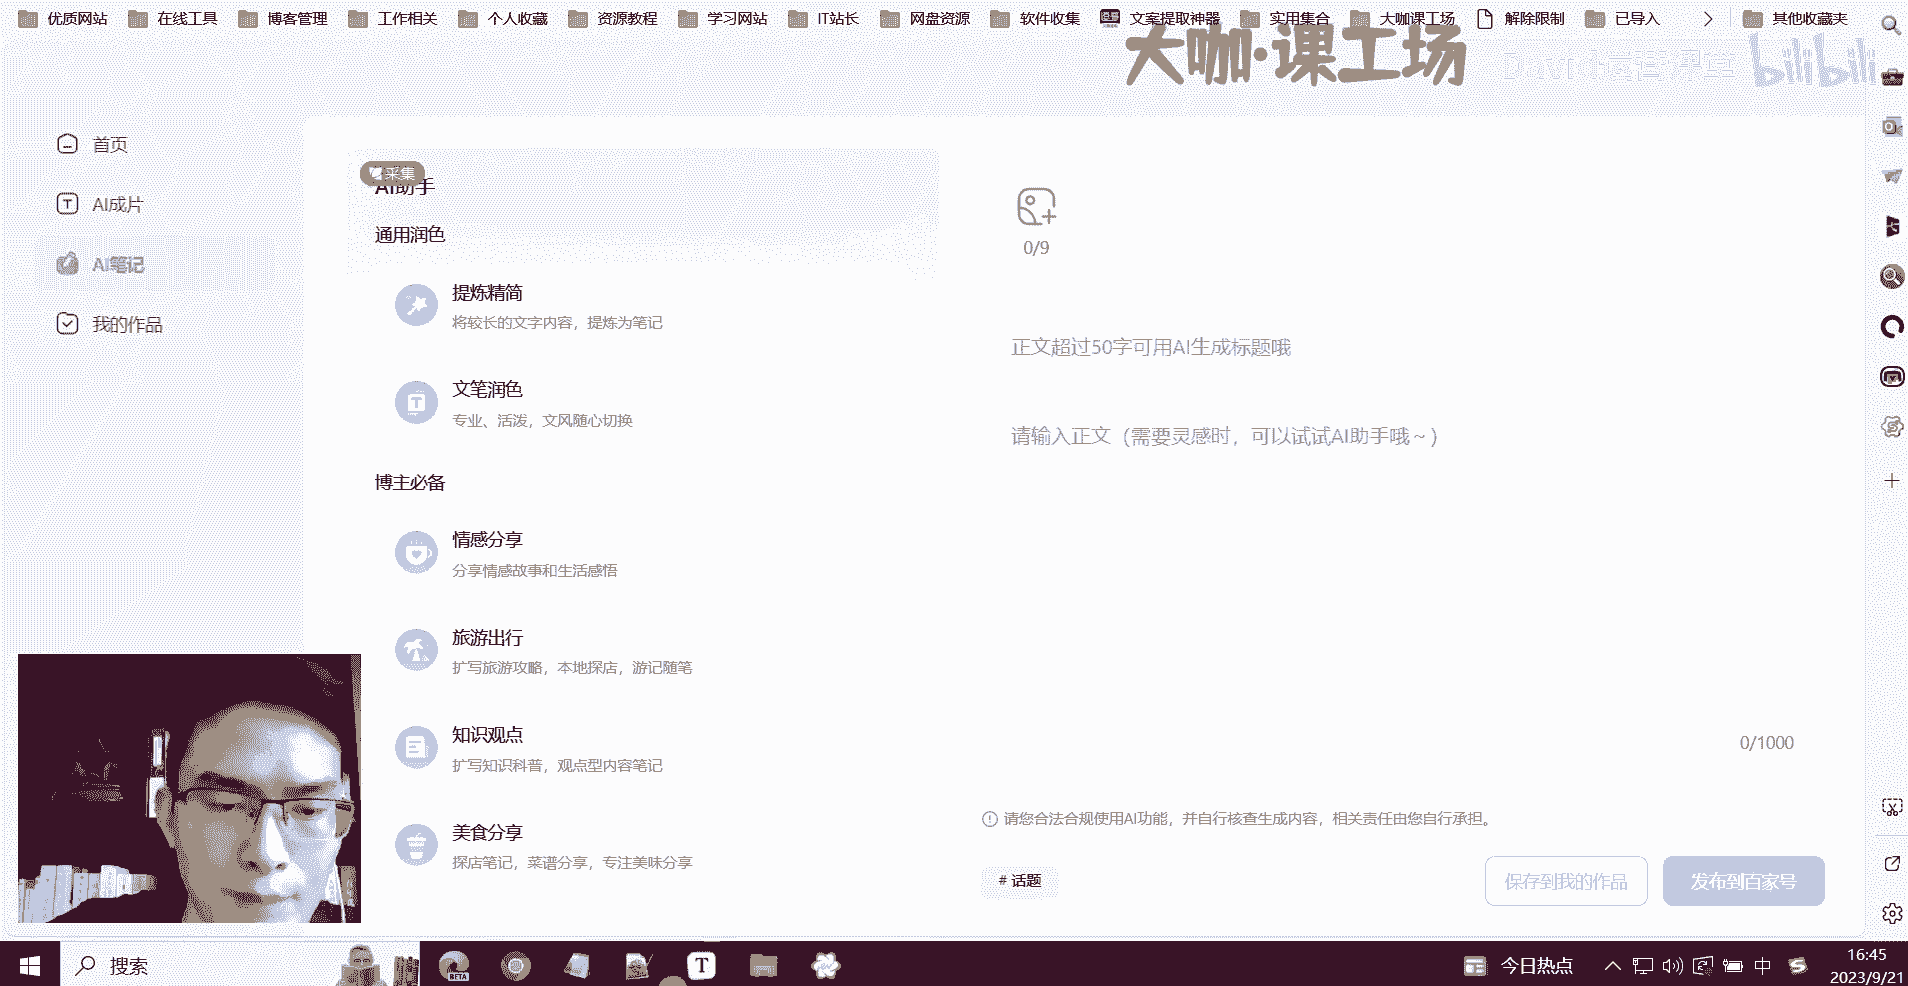 优质网站 在线工具 博客管理 工作相关 个人收藏 资源教程 学习网站 IT站长 网盘资源 软件收集 文案提取神器 实用集合 大咖课工场 解除限制 已导入 其他收藏夹
大咖·课工场 David运营课堂 bilibili
首页
AI成片
AI笔记
我的作品
采集
AI助手
通用润色
提炼精简
将较长的文字内容，提炼为笔记
文笔润色
专业、活泼，文风随心切换
博主必备
情感分享
分享情感故事和生活感悟
旅游出行
扩写旅游攻略，本地探店，游记随笔
知识观点
扩写知识科普，观点型内容笔记
美食分享
探店笔记，菜谱分享，专注美味分享
0/9
正文超过50字可用AI生成标题哦
请输入正文（需要灵感时，可以试试AI助手哦～）
0/1000
请您合法合规使用AI功能，并自行核查生成内容，相关责任由您自行承担。
# 话题
保存到我的作品 发布到百家号
搜索
BETA
T
今日热点
中
16:45
2023/9/21